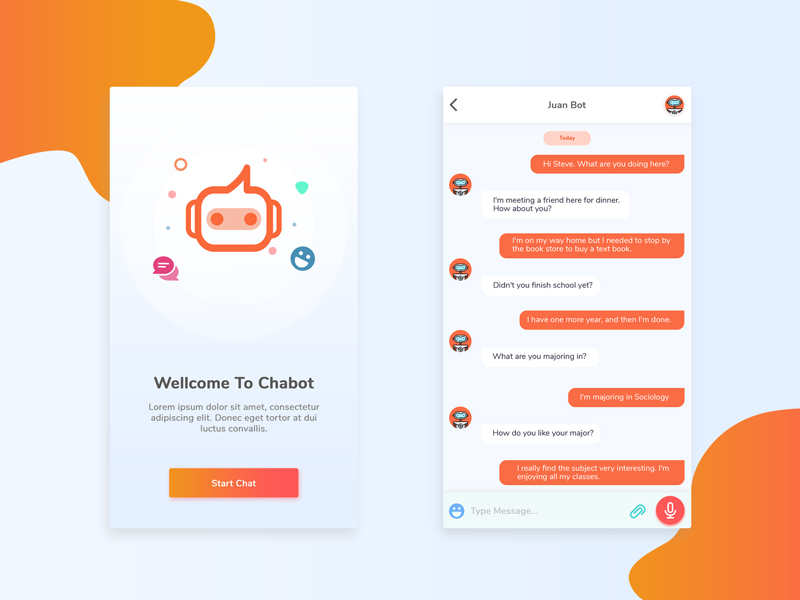 Wellcome To Chabot
Lorem ipsum dolor sit amet, consectetur
adipiscing elit. Donec eget tortor at dui
luctus convallis.
Start Chat
Juan Bot
Today
Hi Steve. What are you doing here?
I'm meeting a friend here for dinner.
How about you?
I'm on my way home but I needed to stop by
the book store to buy a text book.
Didn't you finish school yet?
I have one more year, and then I'm done.
What are you majoring in?
I'm majoring in Sociology
How do you like your major?
I really find the subject very interesting. I'm
enjoying all my classes.
Type Message...